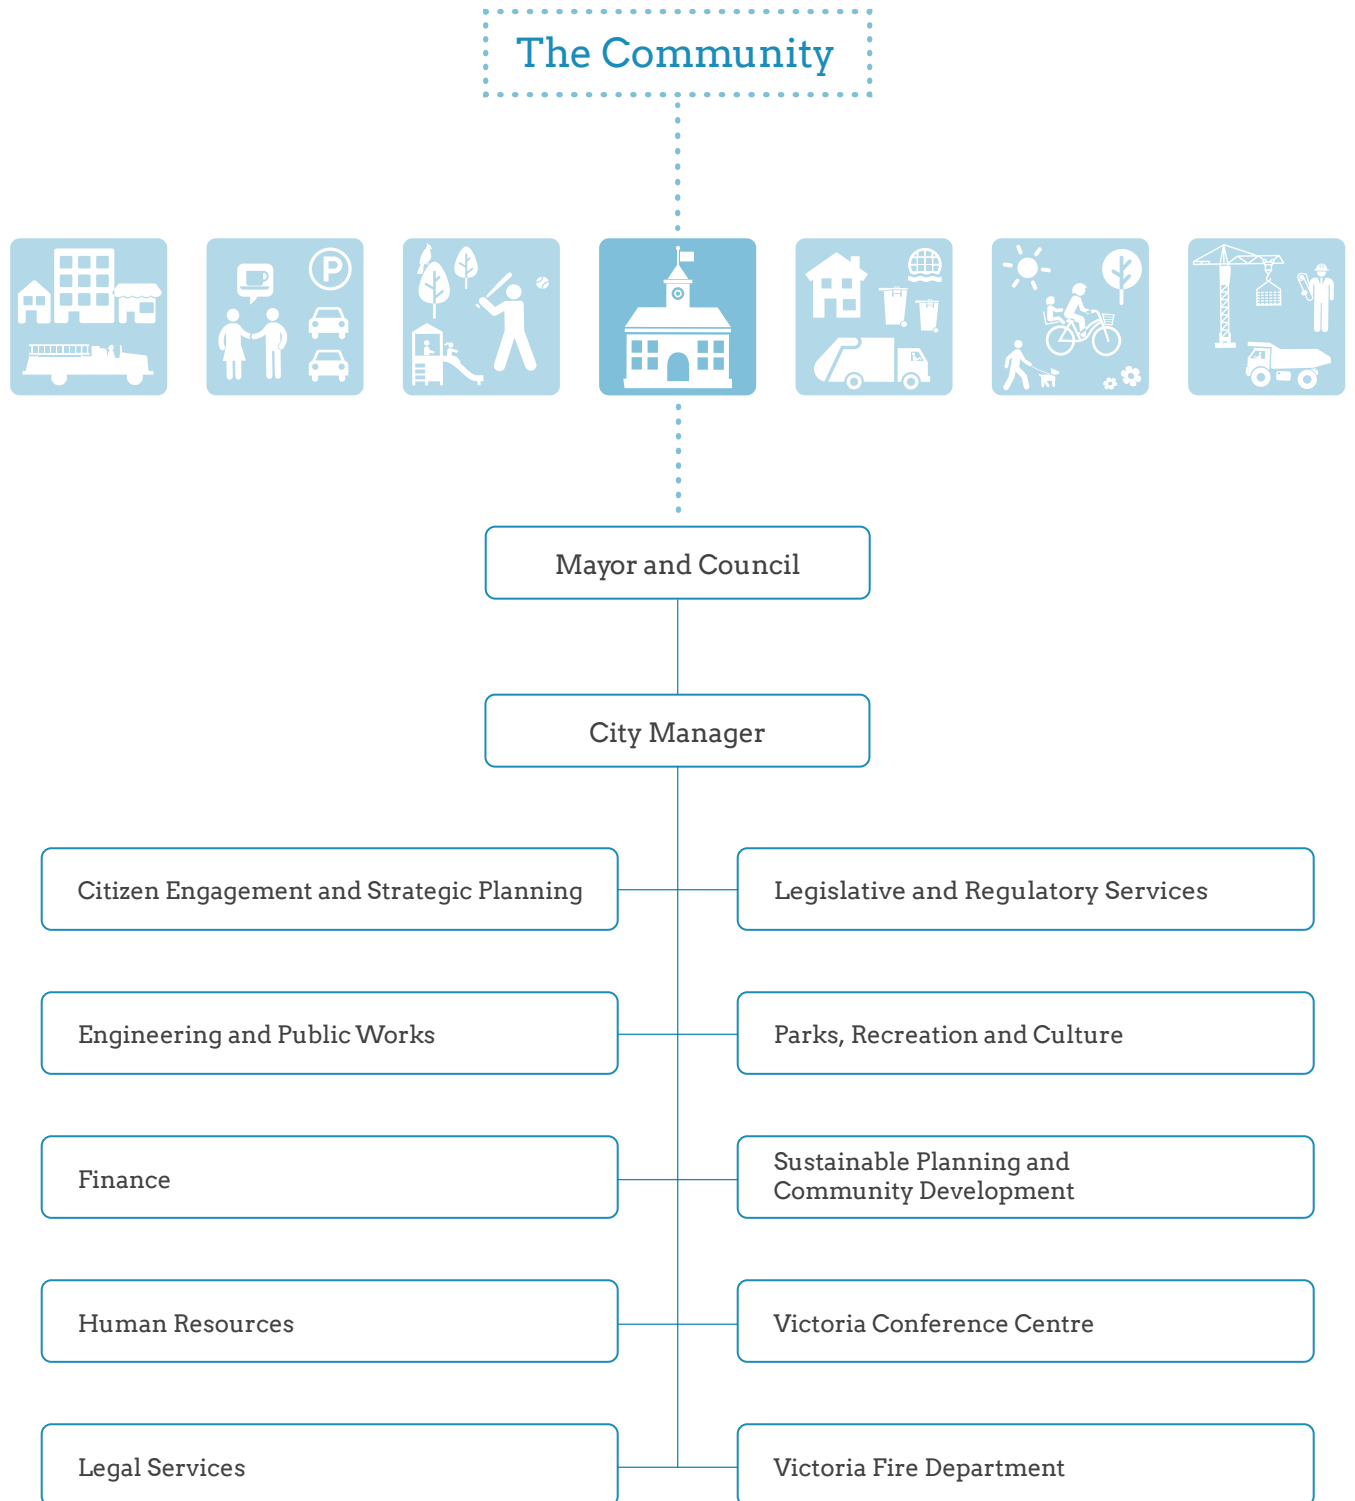 The Community
P
Mayor and Council
City Manager
Citizen Engagement and Strategic Planning
Legislative and Regulatory Services
Engineering and Public Works
Parks, Recreation and Culture
Finance
Sustainable Planning and
Community Development
Human Resources
Victoria Conference Centre
Legal Services
Victoria Fire Department